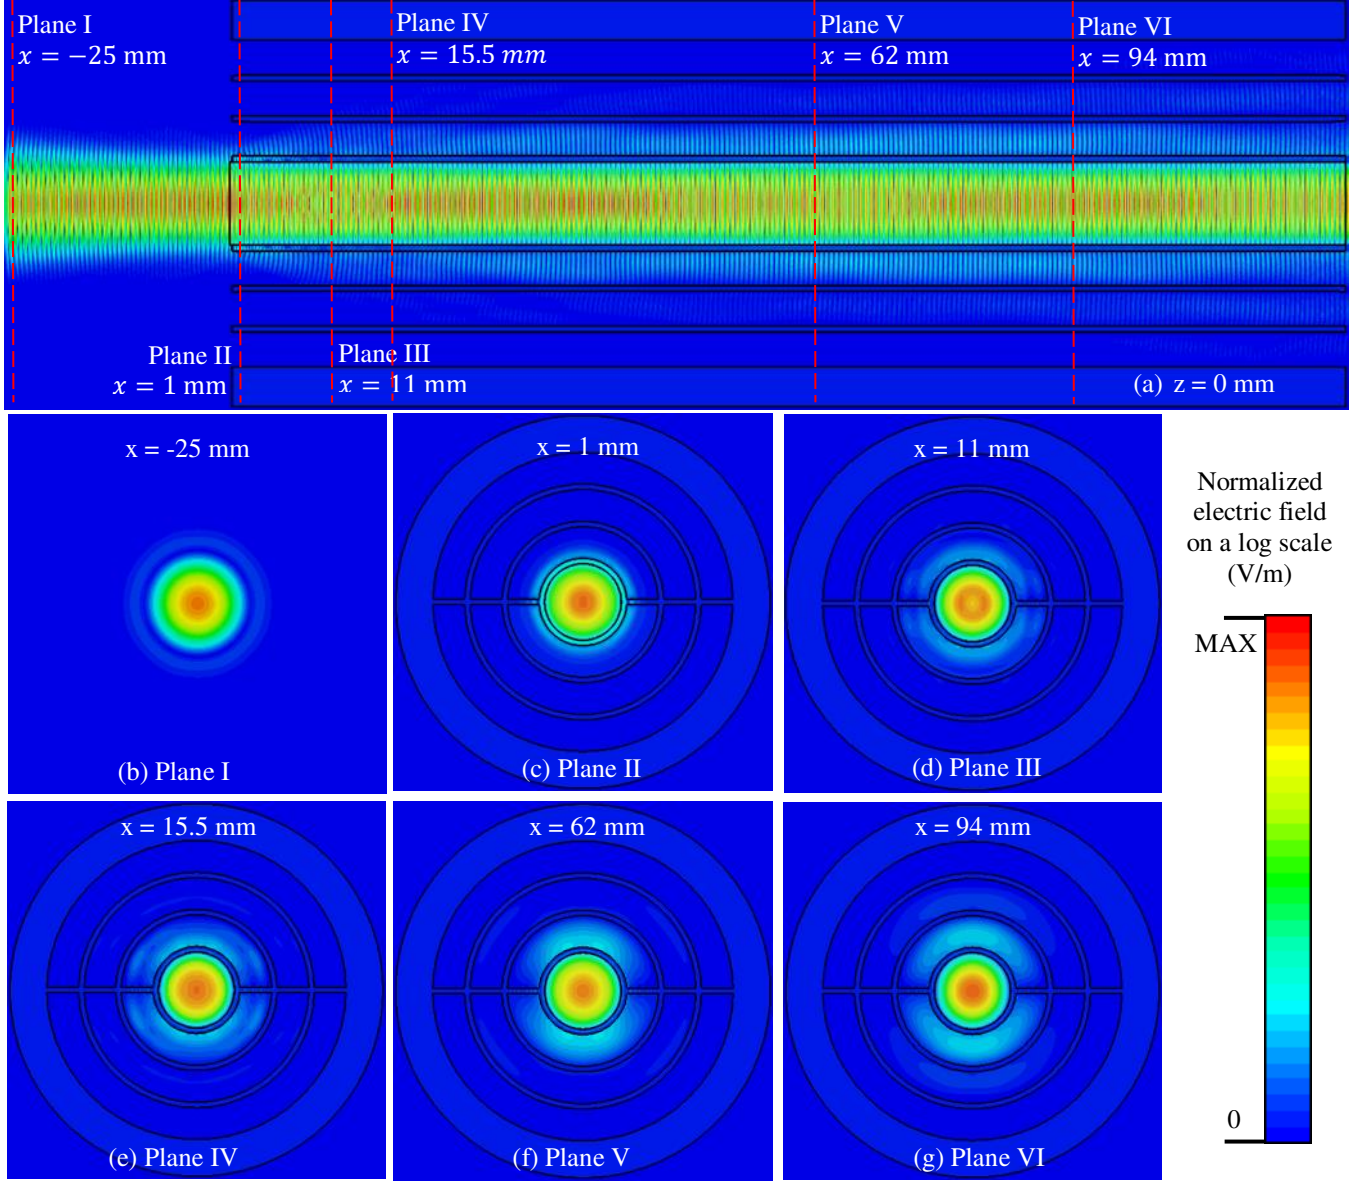 Plane I
x = −25 mm
Plane IV
x = 15.5 mm
Plane V
x = 62 mm
Plane VI
x = 94 mm
Plane II
x = 1 mm
Plane III
x = 11 mm
(a) z = 0 mm
x = -25 mm
(b) Plane I
x = 1 mm
(c) Plane II
x = 11 mm
(d) Plane III
Normalized
electric field
on a log scale
(V/m)
MAX
0
x = 15.5 mm
(e) Plane IV
x = 62 mm
(f) Plane V
x = 94 mm
(g) Plane VI